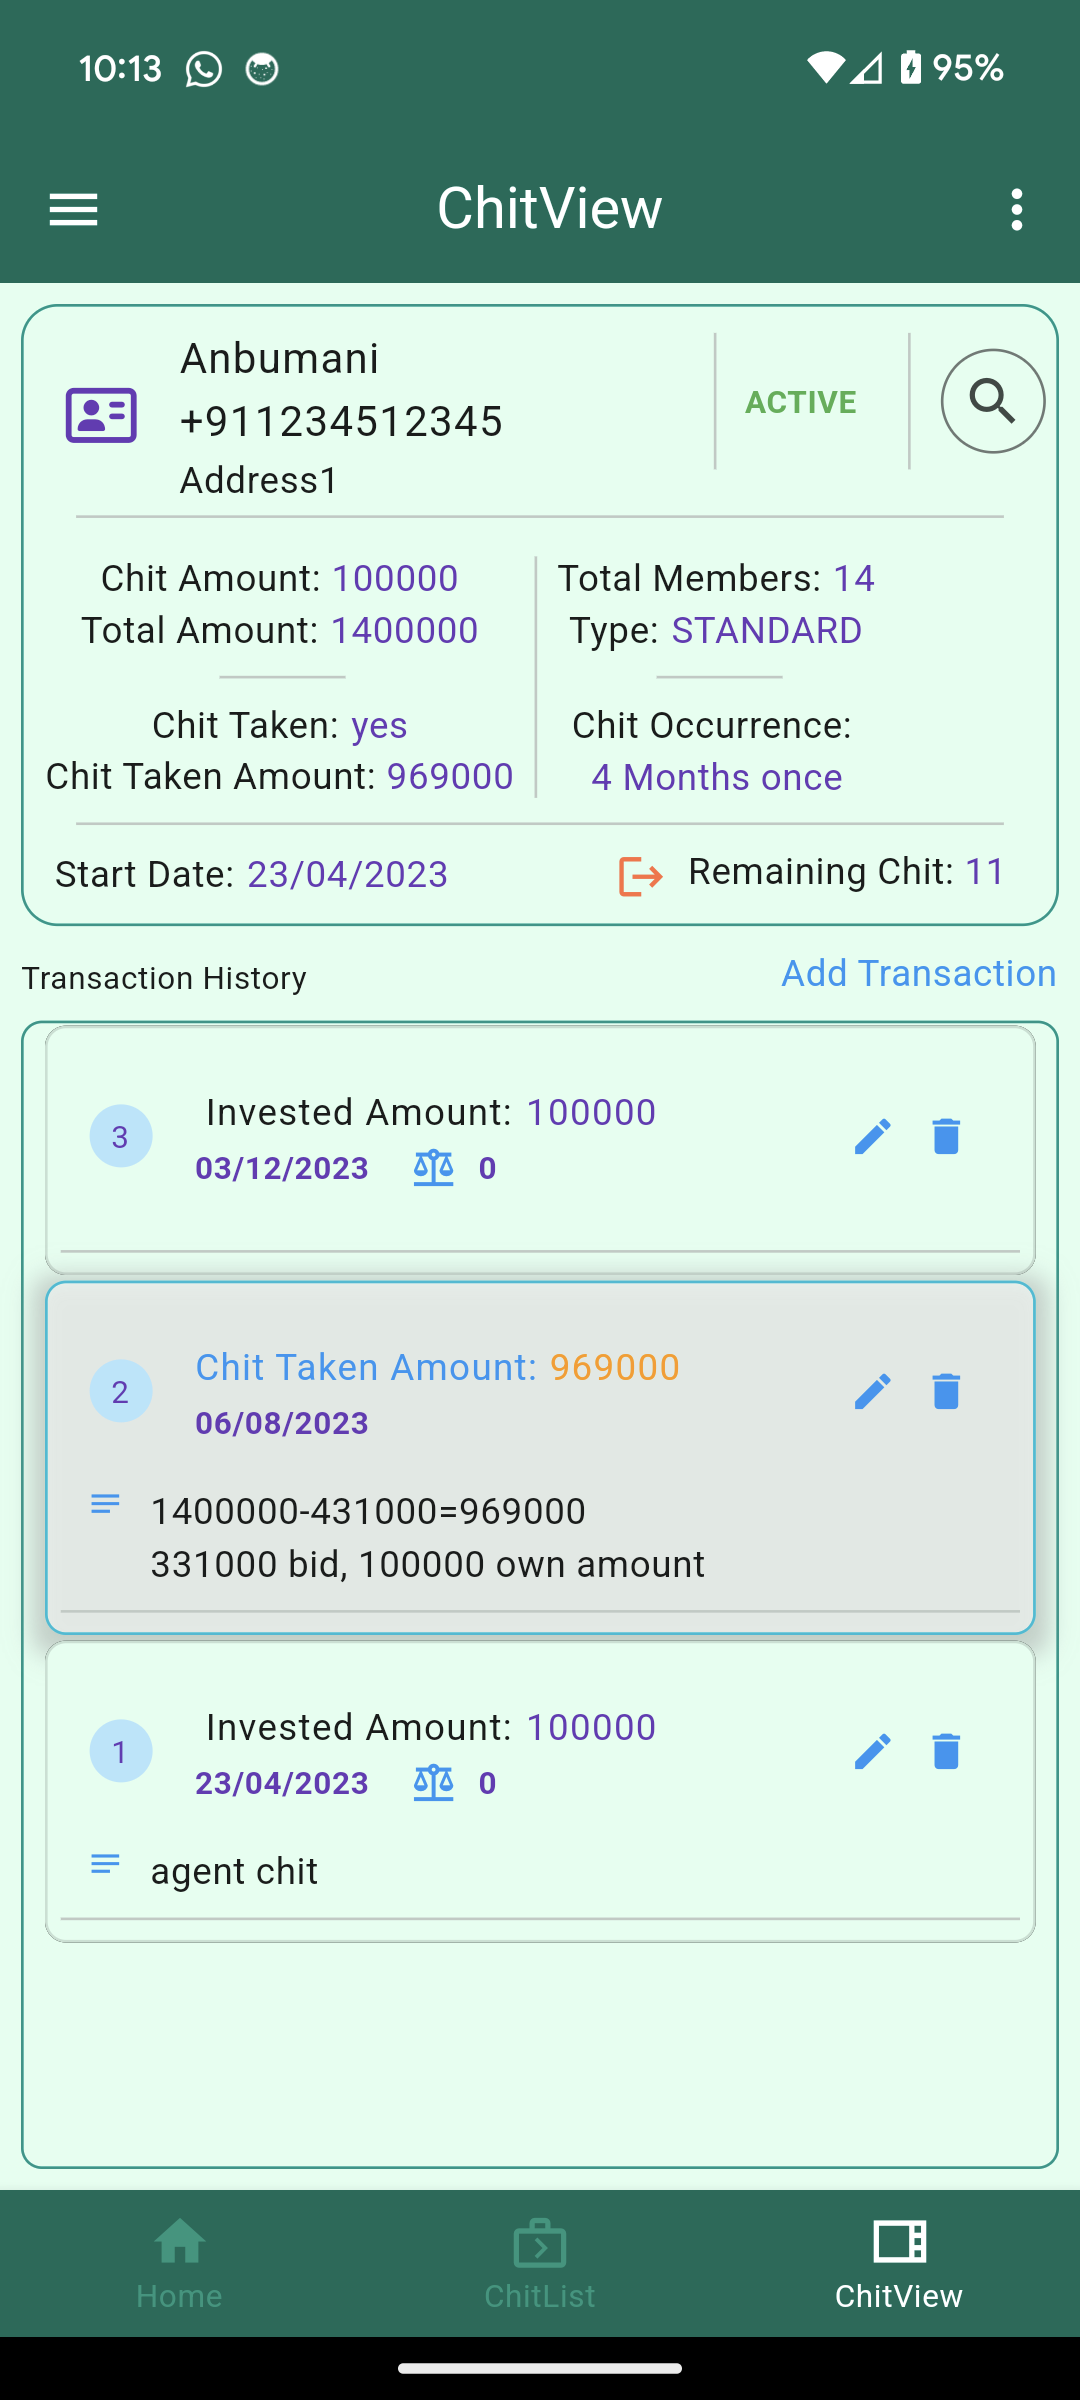 10:13
95%
ChitView
Anbumani
+911234512345
Address1
ACTIVE
Chit Amount: 100000
Total Amount: 1400000
Total Members: 14
Type: STANDARD
Chit Taken: yes
Chit Taken Amount: 969000
Chit Occurrence:
4 Months once
Start Date: 23/04/2023
Remaining Chit: 11
Transaction History
Add Transaction
3
Invested Amount: 100000
03/12/2023 0
2
Chit Taken Amount: 969000
06/08/2023
1400000-431000=969000
331000 bid, 100000 own amount
1
Invested Amount: 100000
23/04/2023 0
agent chit
Home
ChitList
ChitView